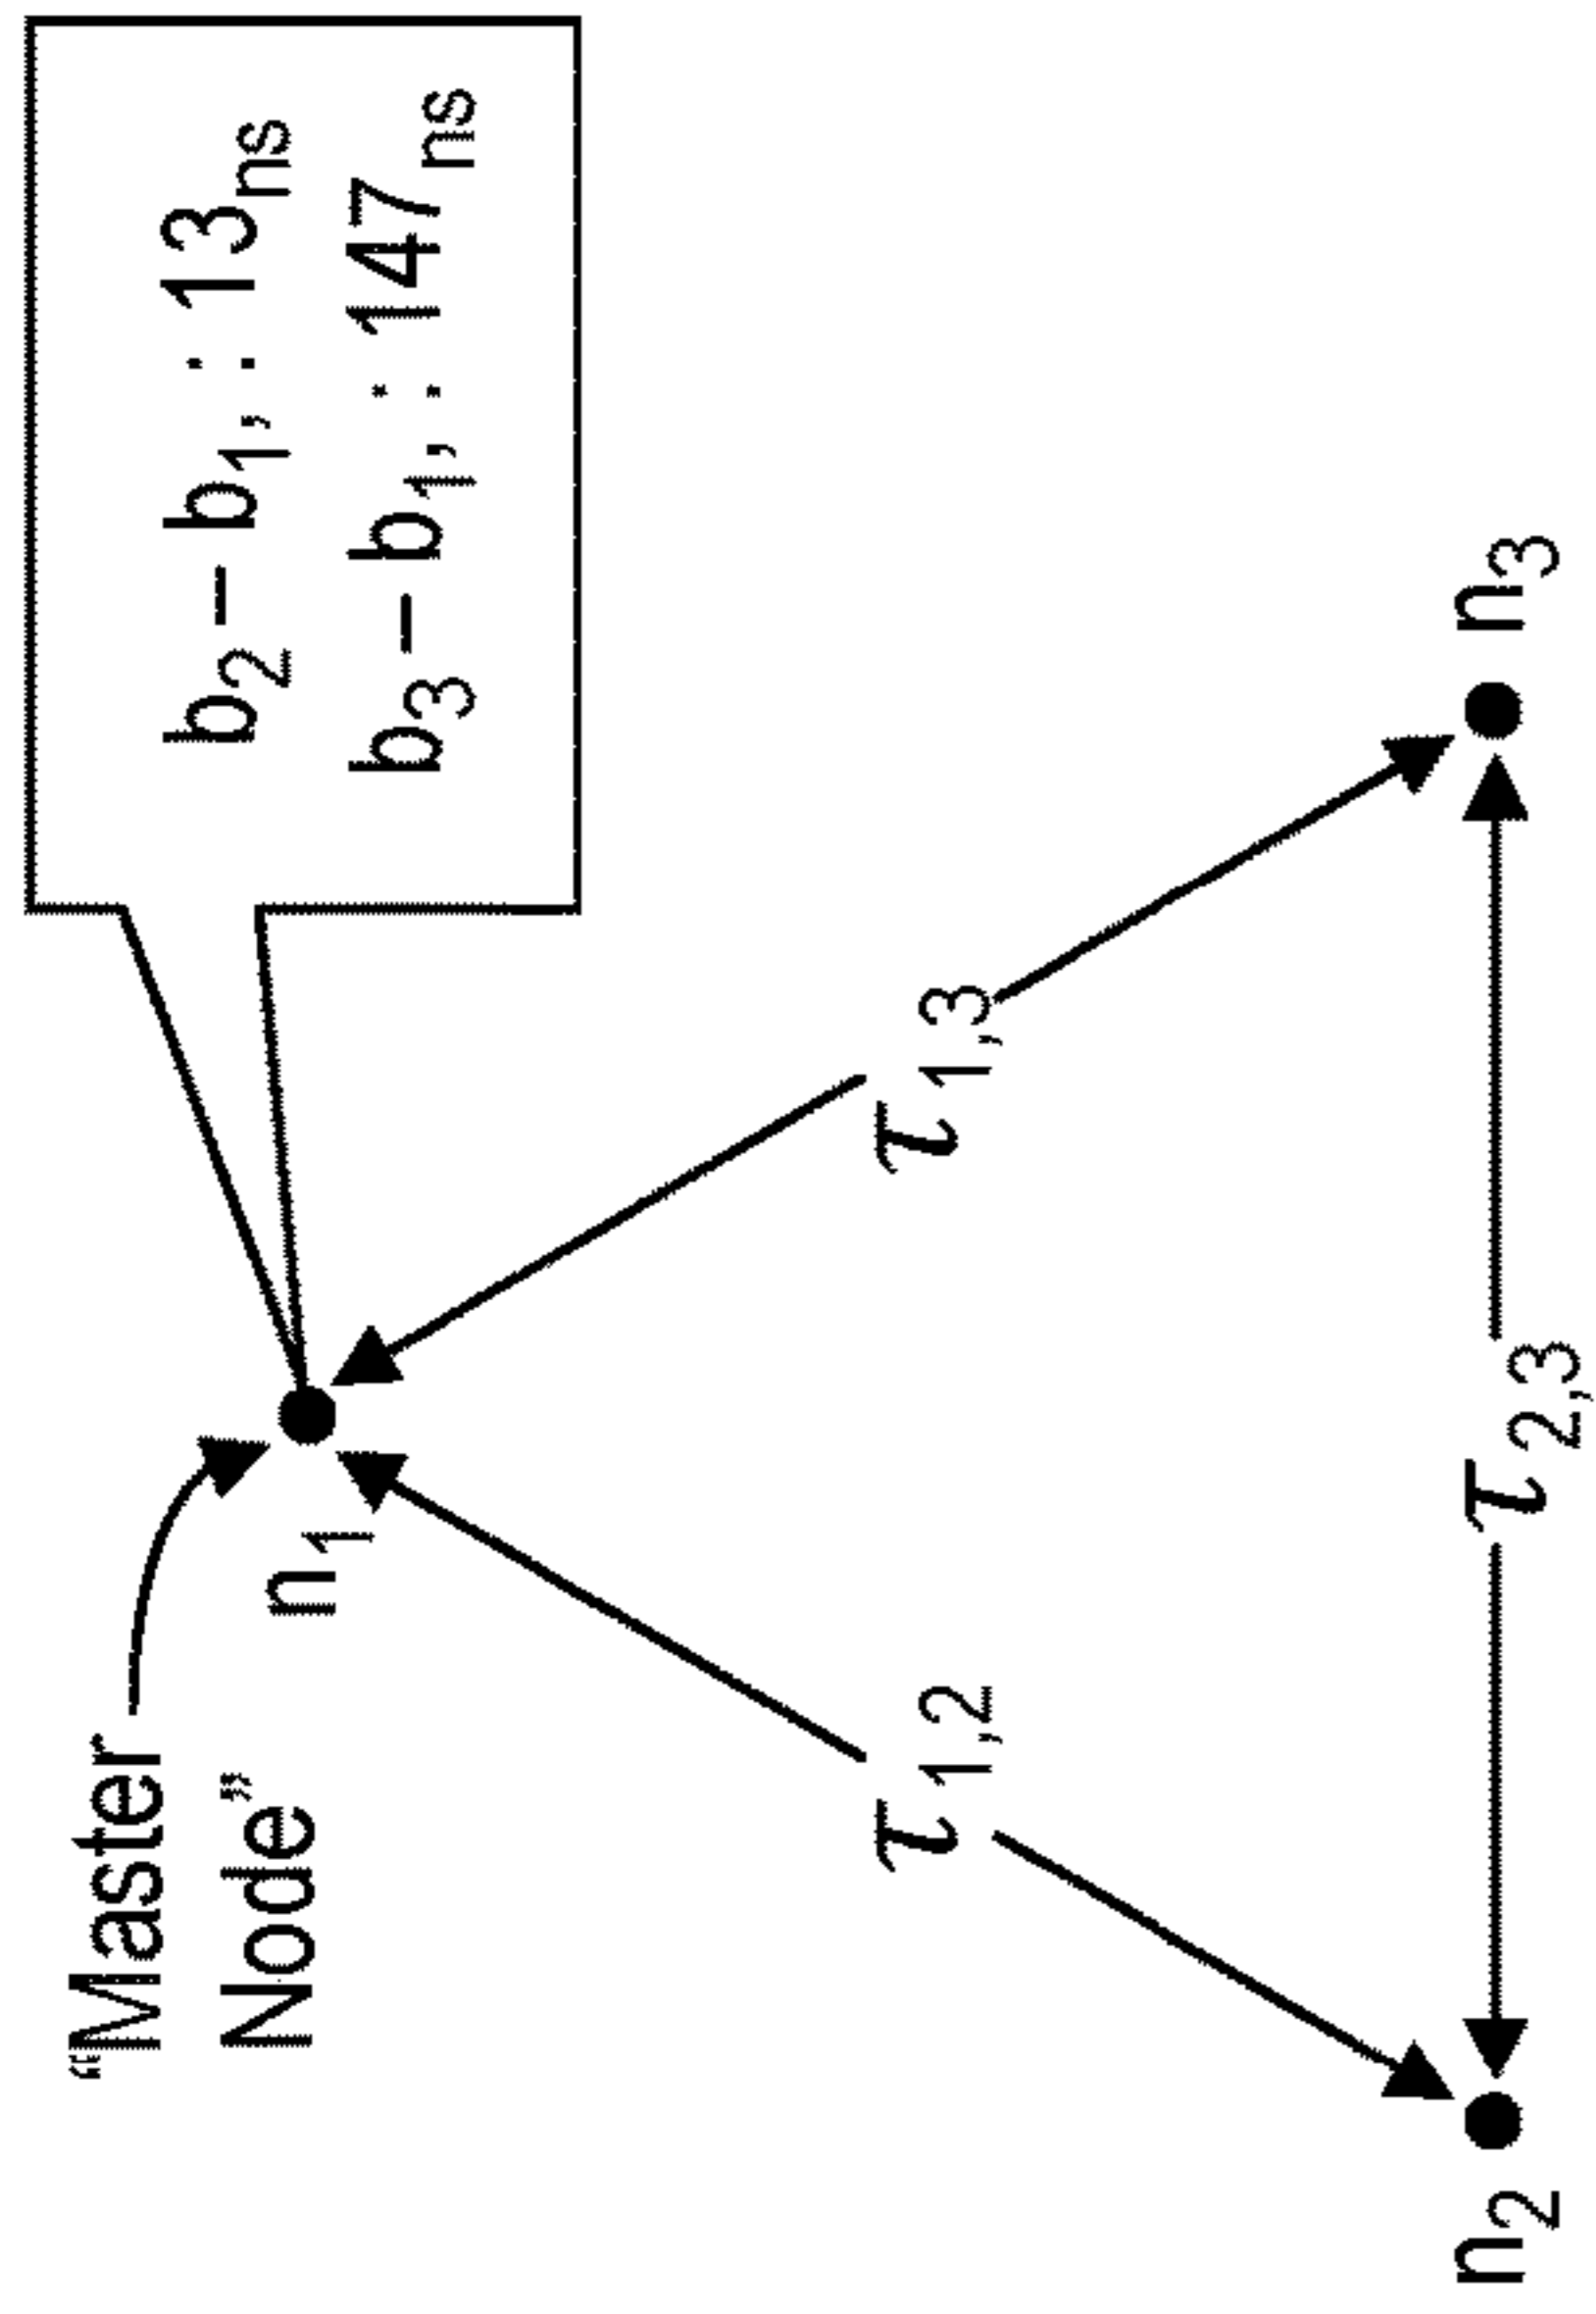 “Master
Node”
n1
b2 – b1, : 13ns
b3 – b1, : 147ns
τ1,2
τ1,3
n2
τ2,3
n3